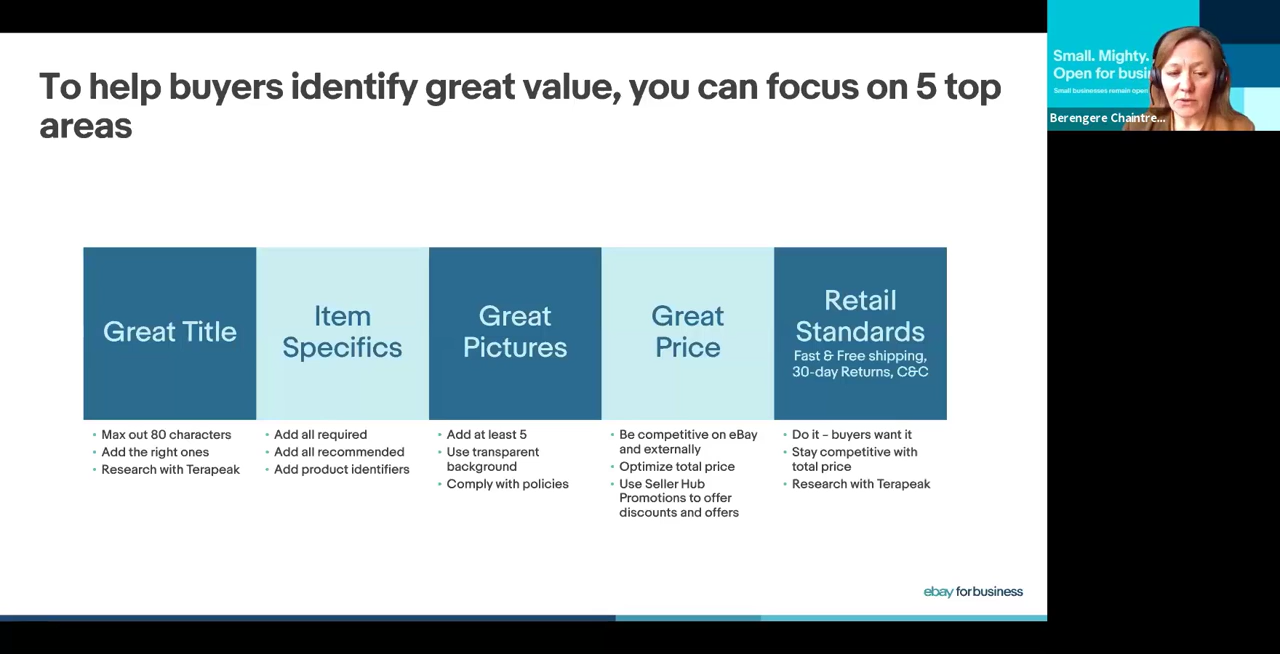 To help buyers identify great value, you can focus on 5 top
areas
Great Title
• Max out 80 characters
• Add the right ones
• Research with Terapeak
Item
Specifics
• Add all required
• Add all recommended
• Add product identifiers
Great
Pictures
• Add at least 5
• Use transparent
background
• Comply with policies
Great
Price
• Be competitive on eBay
and externally
• Optimize total price
• Use Seller Hub
Promotions to offer
discounts and offers
Retail
Standards
Fast & Free shipping,
30-day Returns, C&C
• Do it – buyers want it
• Stay competitive with
total price
• Research with Terapeak
ebay for business
Small. Mighty.
Open for busi
Small businesses remain open
Berengere Chaintre...